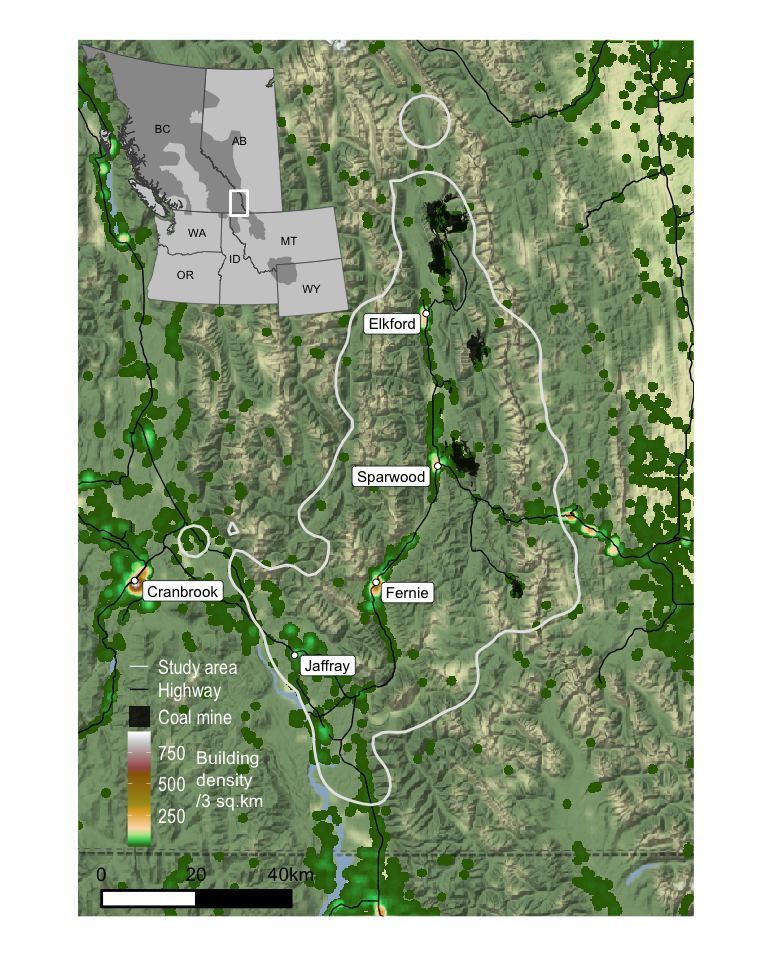 BC
AB
WA
MT
ID
OR
WY
Elkford
Sparwood
Cranbrook
Fernie
Jaffray
Study area
Highway
Coal mine
750
500
250
Building
density
/3 sq.km
0 20 40km